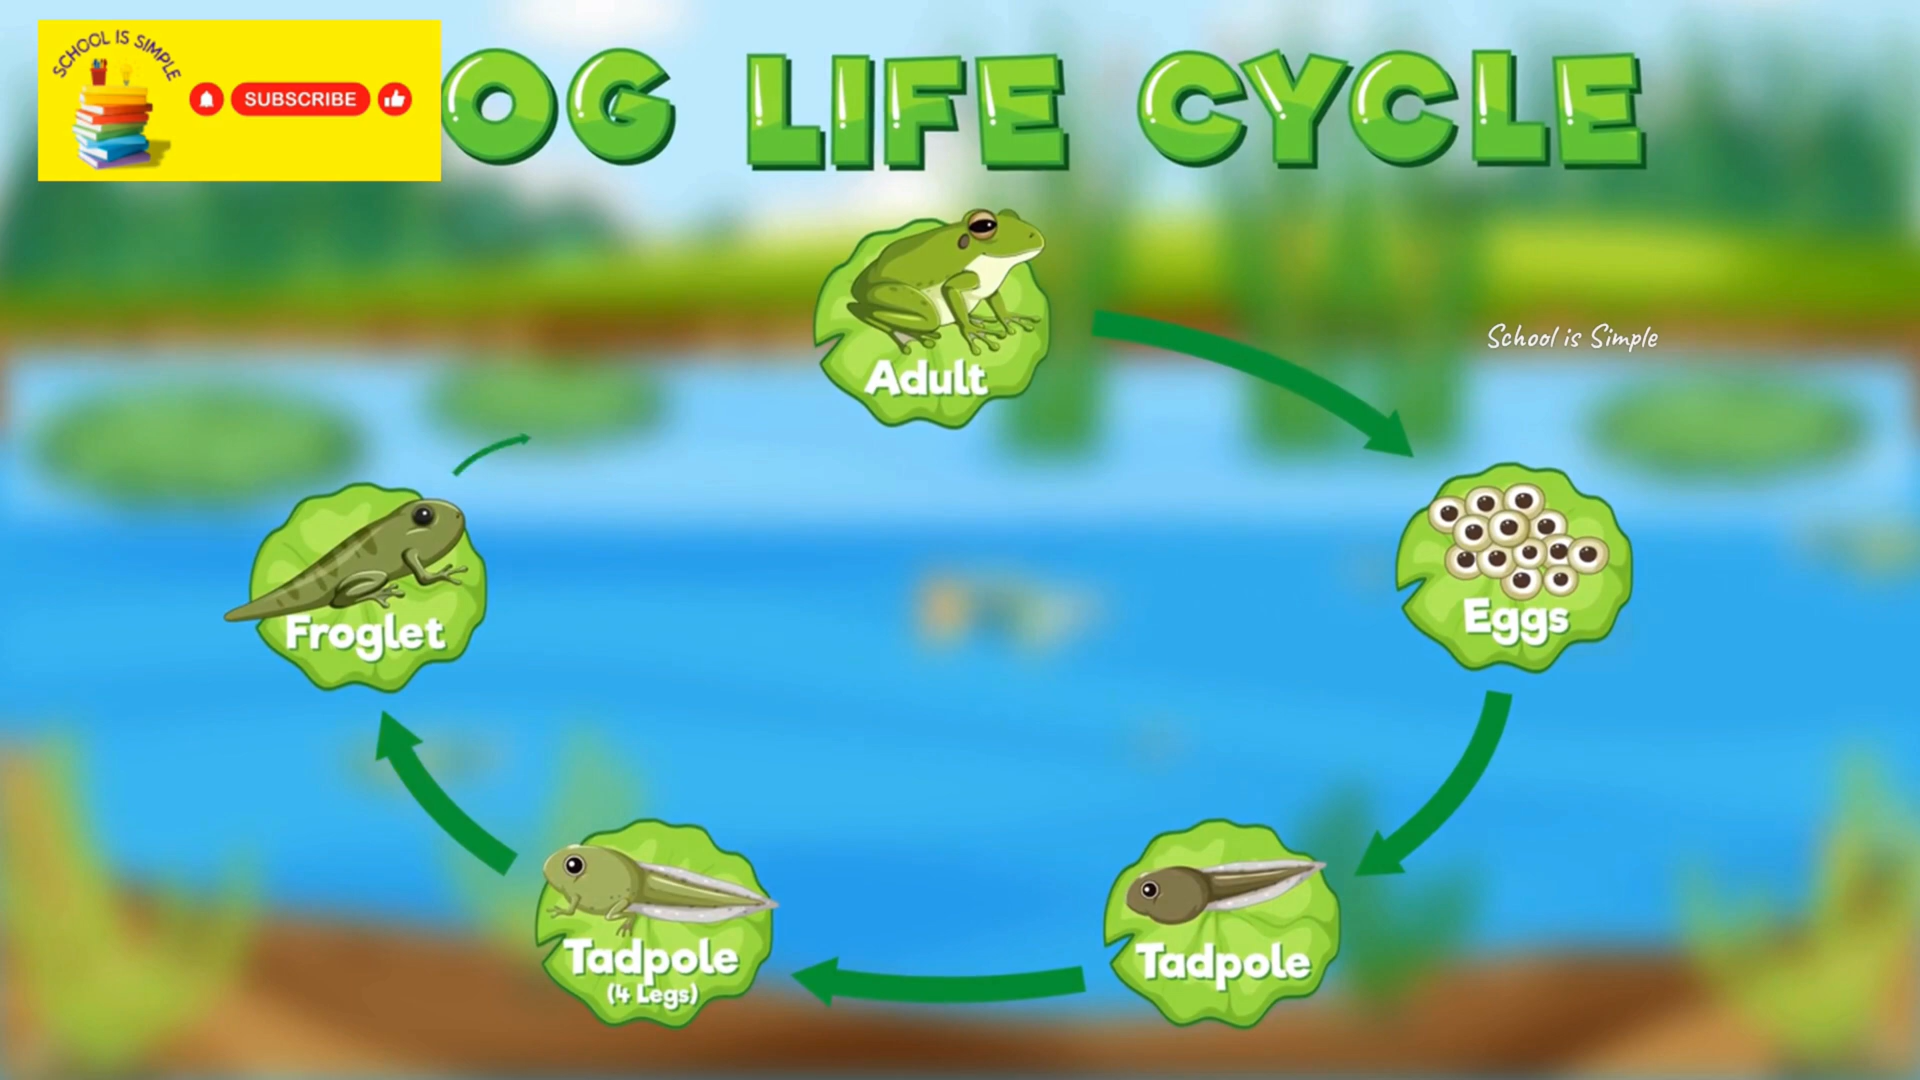 SCHOOL IS SIMPLE
SUBSCRIBE
OG LIFE CYCLE
Adult
School is Simple
Eggs
Froglet
Tadpole
(4 Legs)
Tadpole